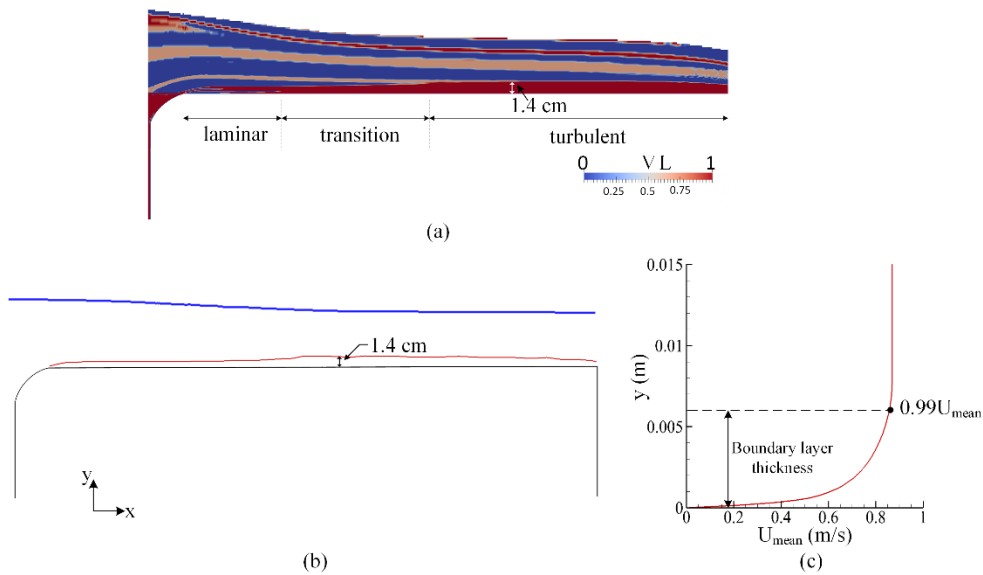 1.4 cm
laminar
transition
turbulent
0 VL 1
0.25 0.5 0.75
(a)
1.4 cm
y
x
(b)
0.015
0.01
0.005
0
y (m)
0.99Umean
Boundary layer
thickness
0 0.2 0.4 0.6 0.8 1
Umean (m/s)
(c)